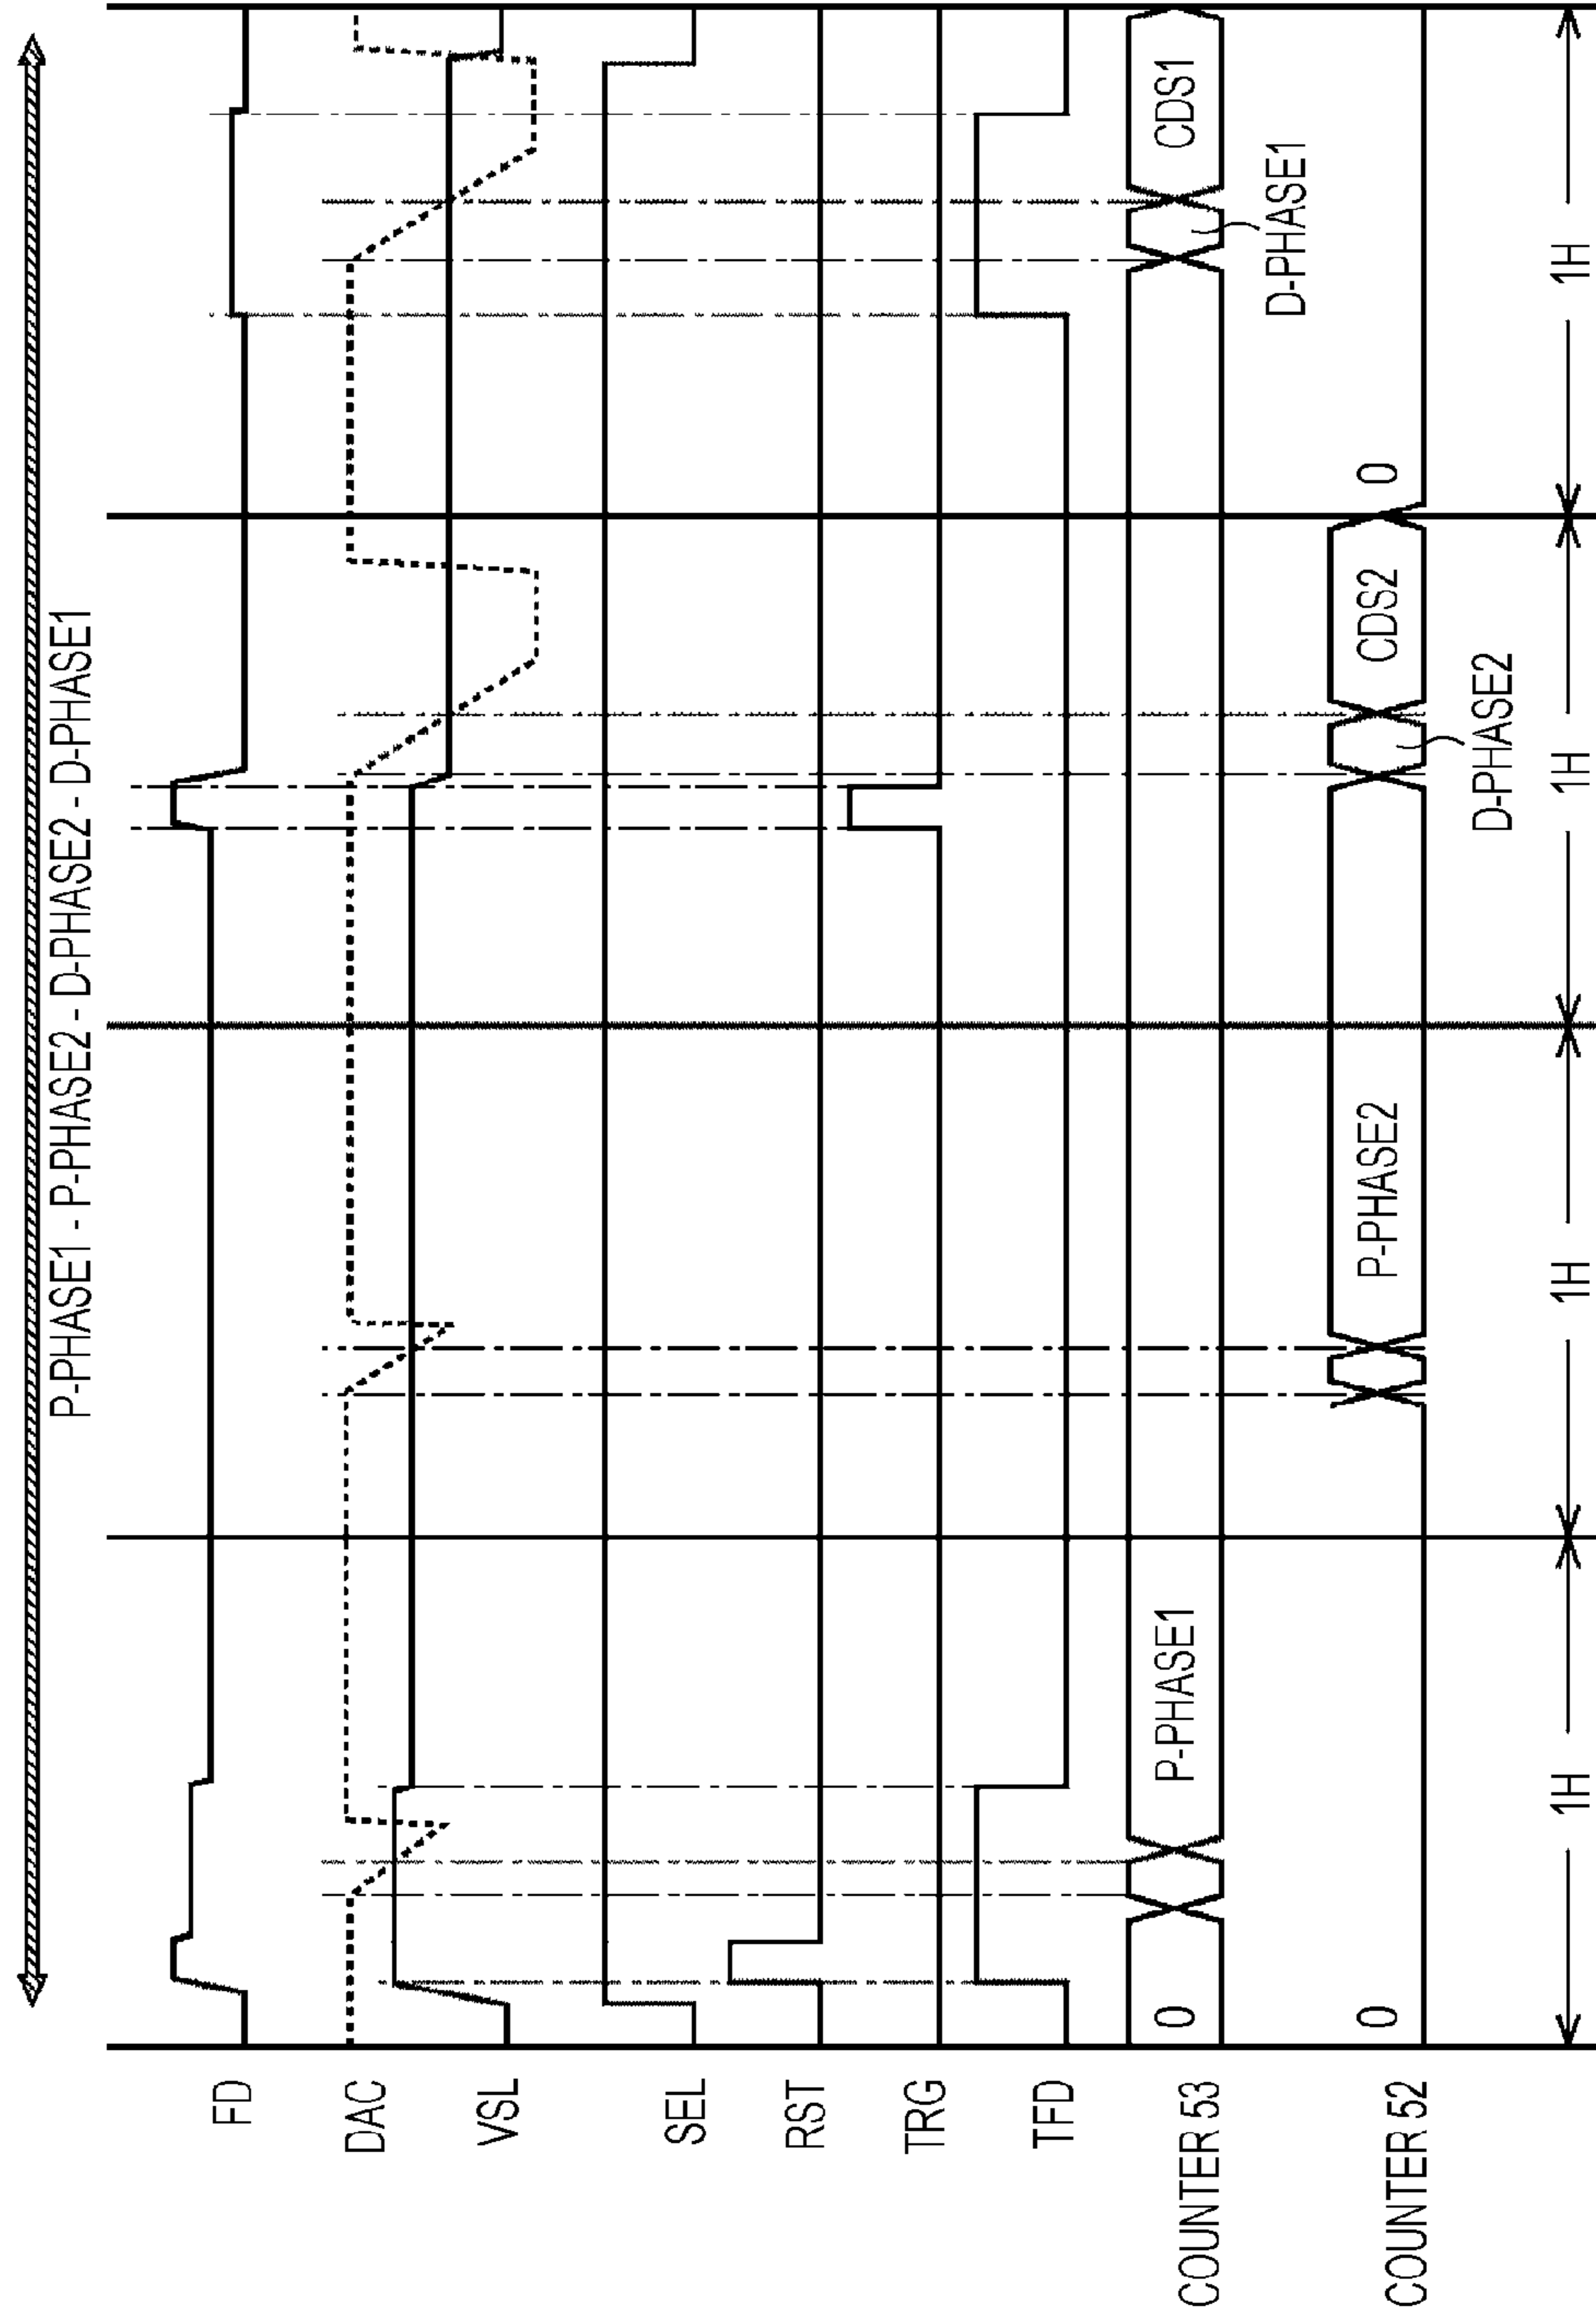 P-PHASE1 - P-PHASE2 - D-PHASE2 - D-PHASE1
FD
DAC
VSL
SEL
RST
TRG
TFD
COUNTER 53
0
P-PHASE1
D-PHASE1
CDS1
COUNTER 52
0
P-PHASE2
D-PHASE2
CDS2
0
1H
1H
1H
1H